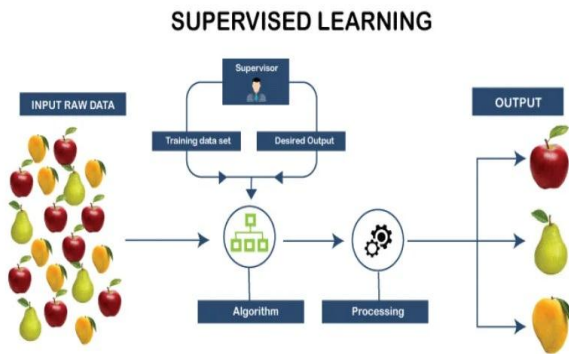 SUPERVISED LEARNING
Supervisor
INPUT RAW DATA
OUTPUT
Training data set
Desired Output
Algorithm
Processing